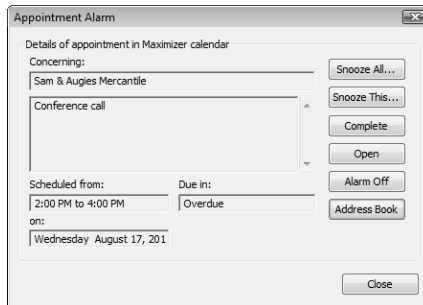 Appointment Alarm
Details of appointment in Maximizer calendar
Concerning:
Sam & Augies Mercantile
Conference call
Scheduled from:
Due in:
2:00 PM to 4:00 PM
Overdue
on:
Wednesday August 17, 201
Snooze All...
Snooze This...
Complete
Open
Alarm Off
Address Book
Close